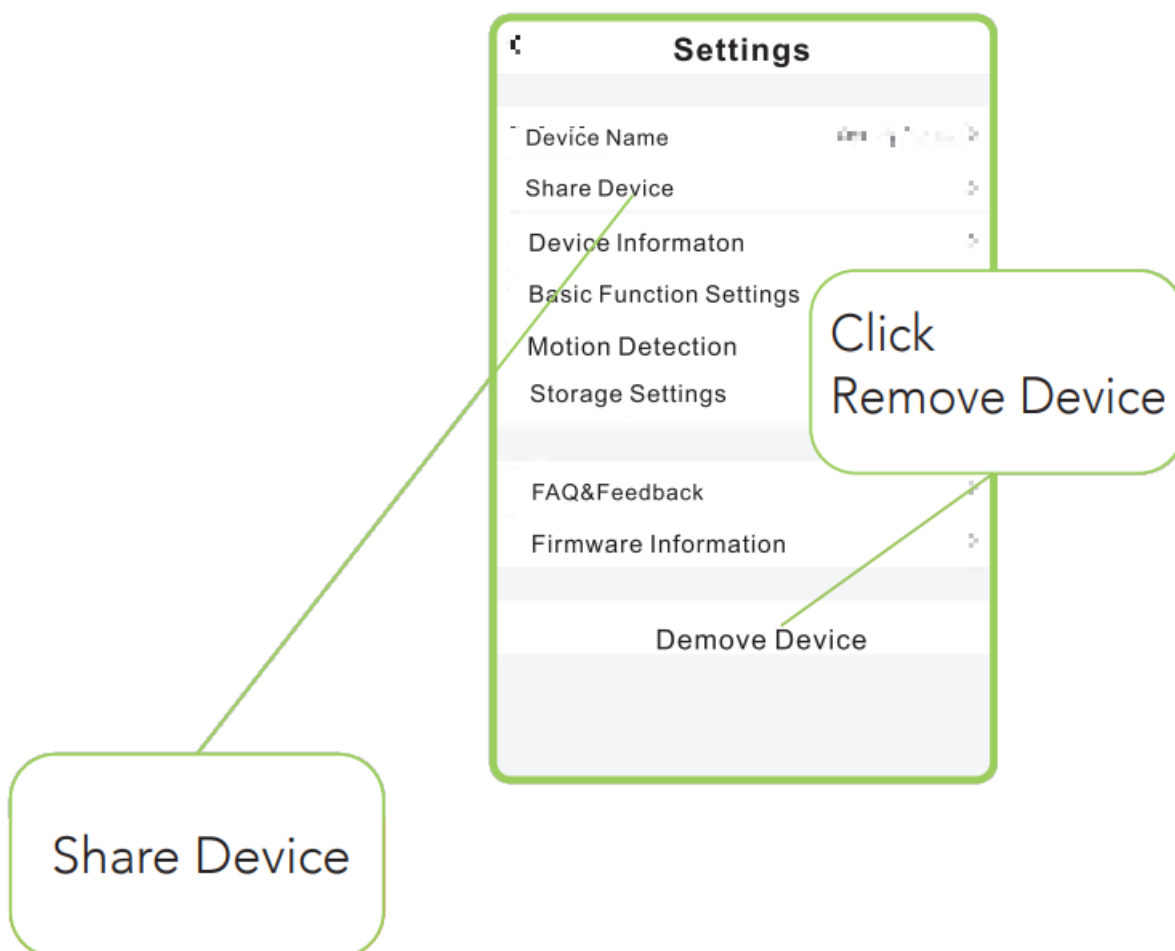 Settings
Device Name
Share Device
Device Informaton
Basic Function Settings
Motion Detection
Storage Settings
Click
Remove Device
FAQ&Feedback
Firmware Information
Demove Device
Share Device